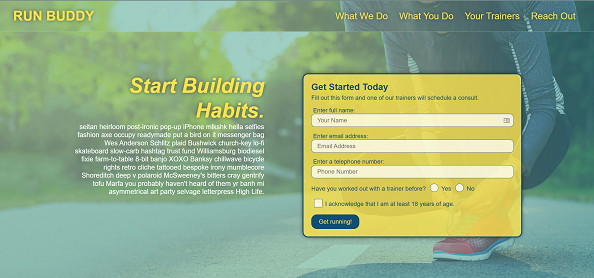 RUN BUDDY
What We Do What You Do Your Trainers Reach Out
Start Building
Habits.
seitan heirloom post-ironic pop-up iPhone mlkshk hella selfies
fashion axe occupy readymade put a bird on it messenger bag
Wes Anderson Schlitz plaid Bushwick church-key lo-fi
skateboard slow-carb hashtag trust fund Williamsburg biodiesel
fixie farm-to-table 8-bit banjo XOXO Banksy chillwave bicycle
rights retro cliche tattooed bespoke irony mumblecore
Shoreditch deep v polaroid McSweeney's bitters cray gentrify
tofu Marfa you probably haven't heard of them yr banh mi
asymmetrical art party selvage letterpress High Life.
Get Started Today
Fill out this form and one of our trainers will schedule a consult.
Enter full name:
Your Name
Enter email address:
Email Address
Enter a telephone number:
Phone Number
Have you worked out with a trainer before? Yes No
I acknowledge that I am at least 18 years of age.
Get running!